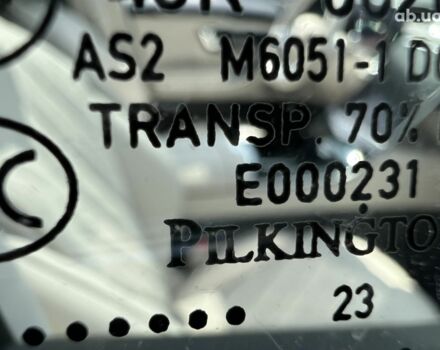 ab.ua
AS2 M6051-1
TRANSP. 70%
E000231
PILKINGTO
23